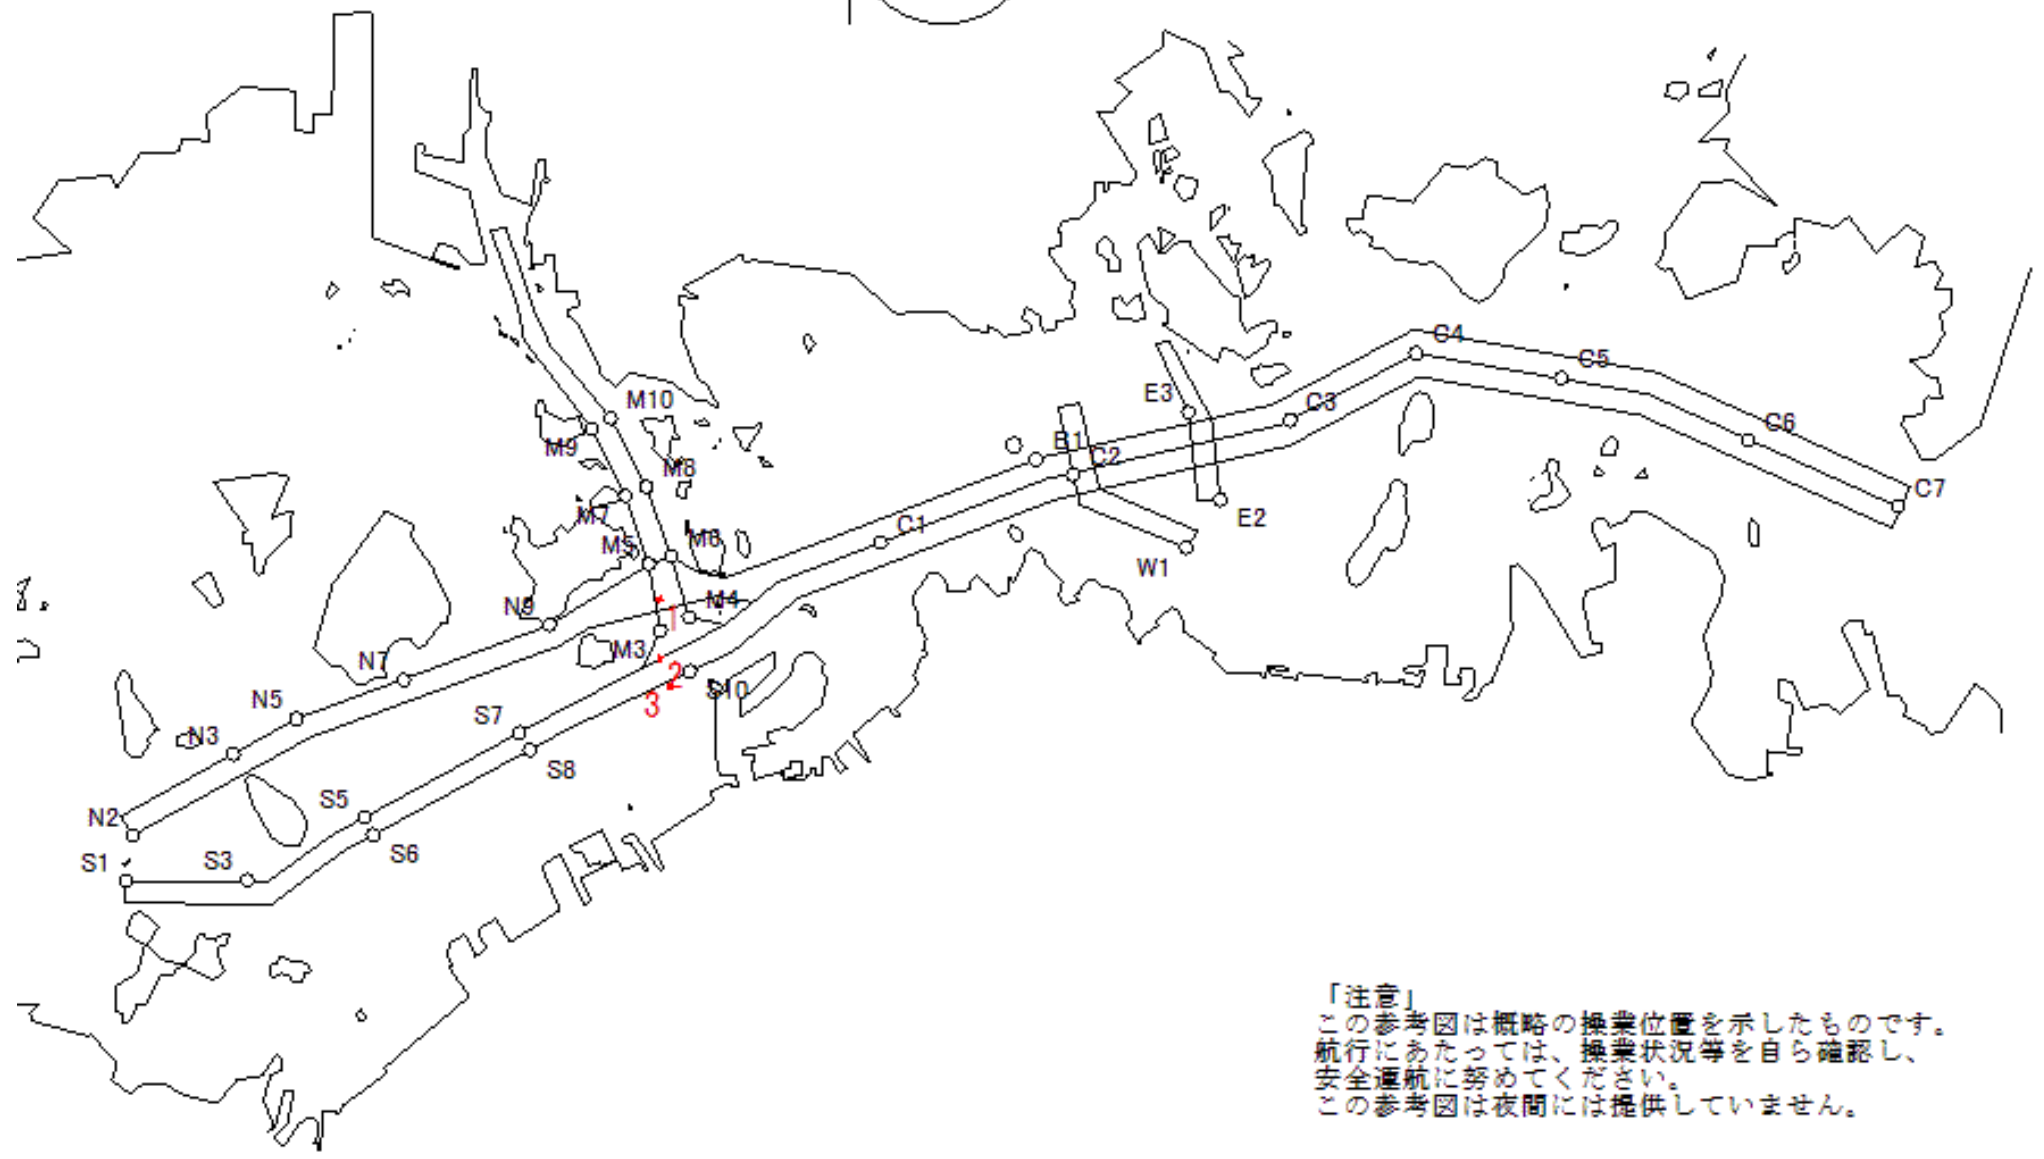 C4
C5
M10
E3
C3
C6
M9
B1
C2
M8
C7
M7
E2
C1
M5
M6
W1
N9
M4
1
M3
N7
2
S10
N5
3
S7
N3
S8
S5
N2
S6
S1
S3
「注意」
この参考図は概略の操業位置を示したものです。
航行にあたっては、操業状況等を自ら確認し、
安全運航に努めてください。
この参考図は夜間には提供していません。